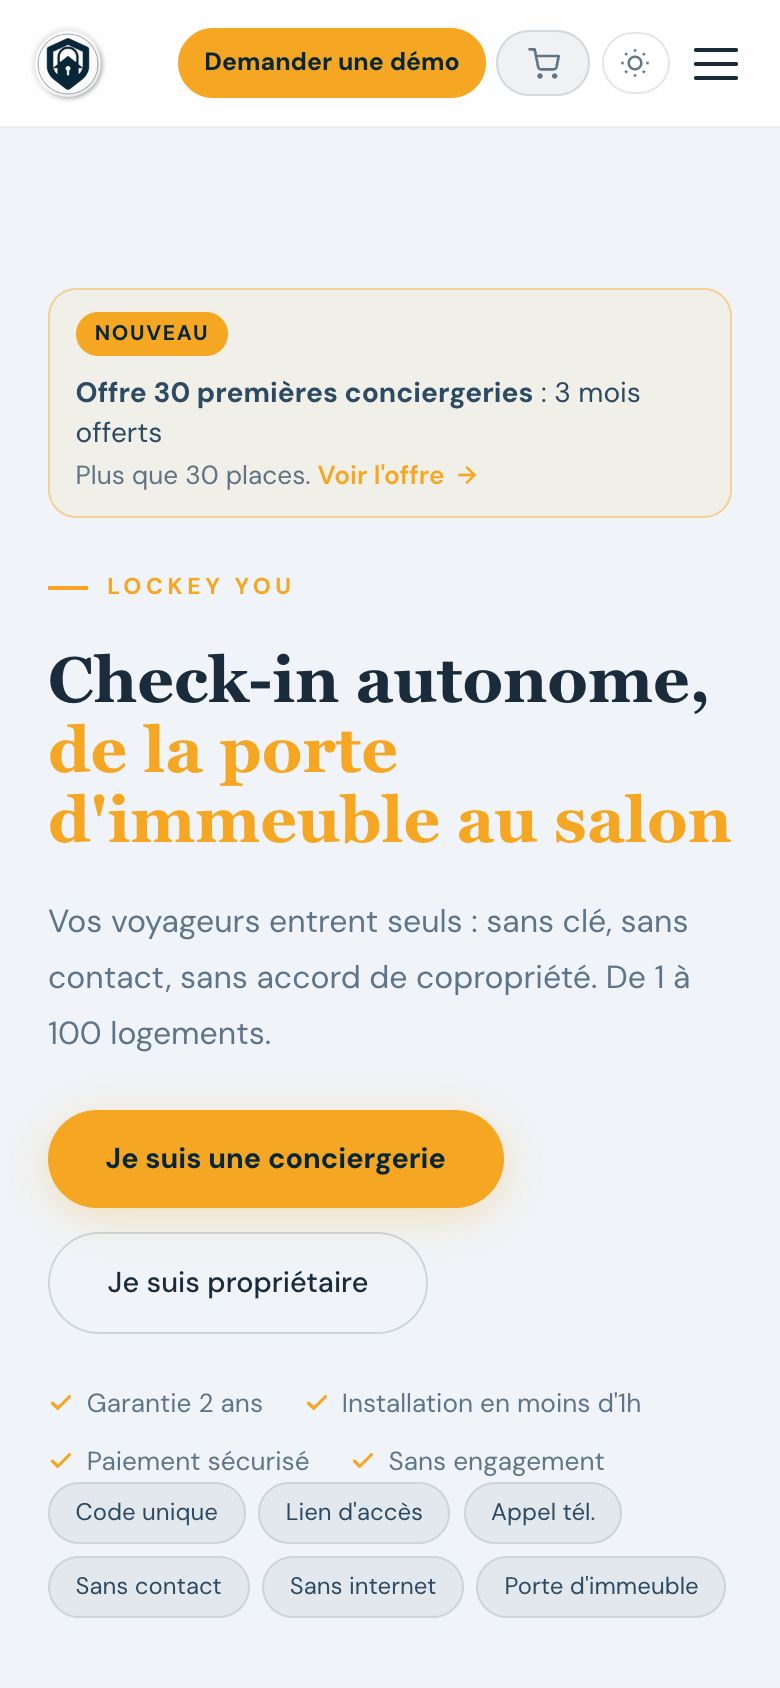 Demander une démo
NOUVEAU
Offre 30 premières conciergeries : 3 mois
offerts
Plus que 30 places. Voir l'offre →
LOCKEY YOU
Check-in autonome,
de la porte
d'immeuble au salon
Vos voyageurs entrent seuls : sans clé, sans
contact, sans accord de copropriété. De 1 à
100 logements.
Je suis une conciergerie
Je suis propriétaire
Garantie 2 ans Installation en moins d'1h
Paiement sécurisé Sans engagement
Code unique Lien d'accès Appel tél.
Sans contact Sans internet Porte d'immeuble